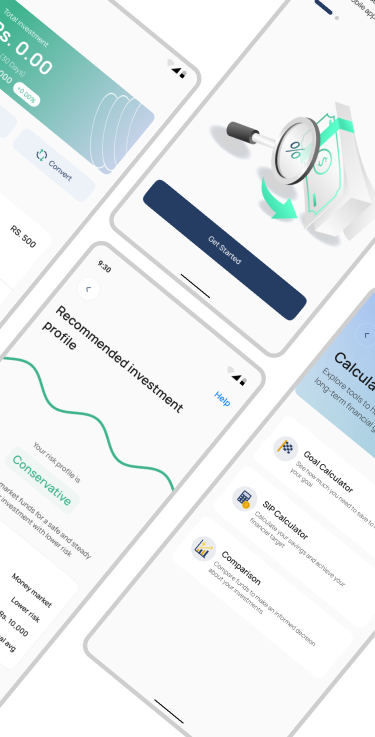 Total investment
Rs. 0.00
(30 Days)
+0.00%
Convert
RS. 500
Get Started
9:30
Recommended investment
profile
Help
Your risk profile is
Conservative
market funds for a safe and steady
investment with lower risk
Money market
Lower risk
Rs. 10,000
avg
Explore tools to
long-term financial
Goal Calculator
See how much you need to save to
your goal
SIP Calculator
Calculate your savings and achieve your
financial target
Comparison
Compare funds to make an informed decision
about your investments